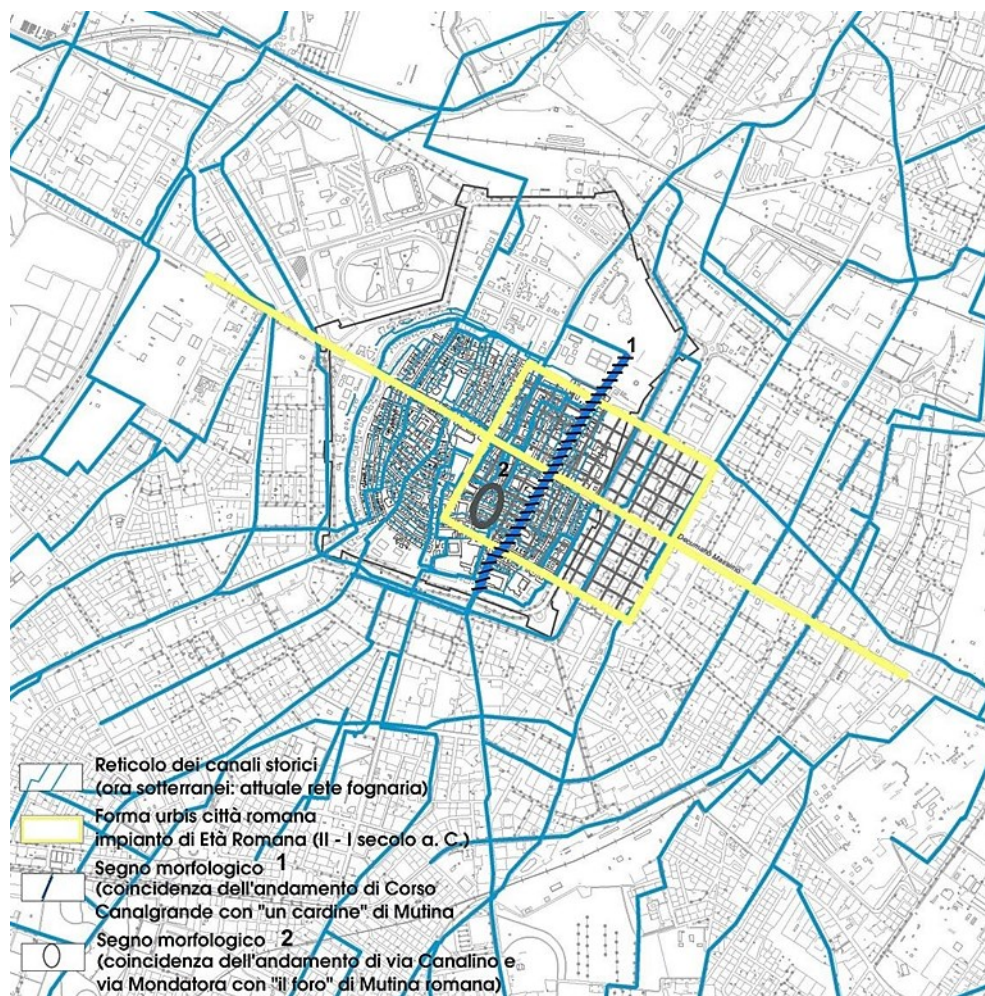 1
2
Decumano Massimo
Reticolo dei canali storici
(ora sotterranei: attuale rete fognaria)
Forma urbis città romana
impianto di Età Romana (II - I secolo a. C.)
Segno morfologico 1
(coincidenza dell'andamento di Corso
Canalgrande con "un cardine" di Mutina
Segno morfologico 2
(coincidenza dell'andamento di via Canalino e
via Mondatora con "il foro" di Mutina romana)